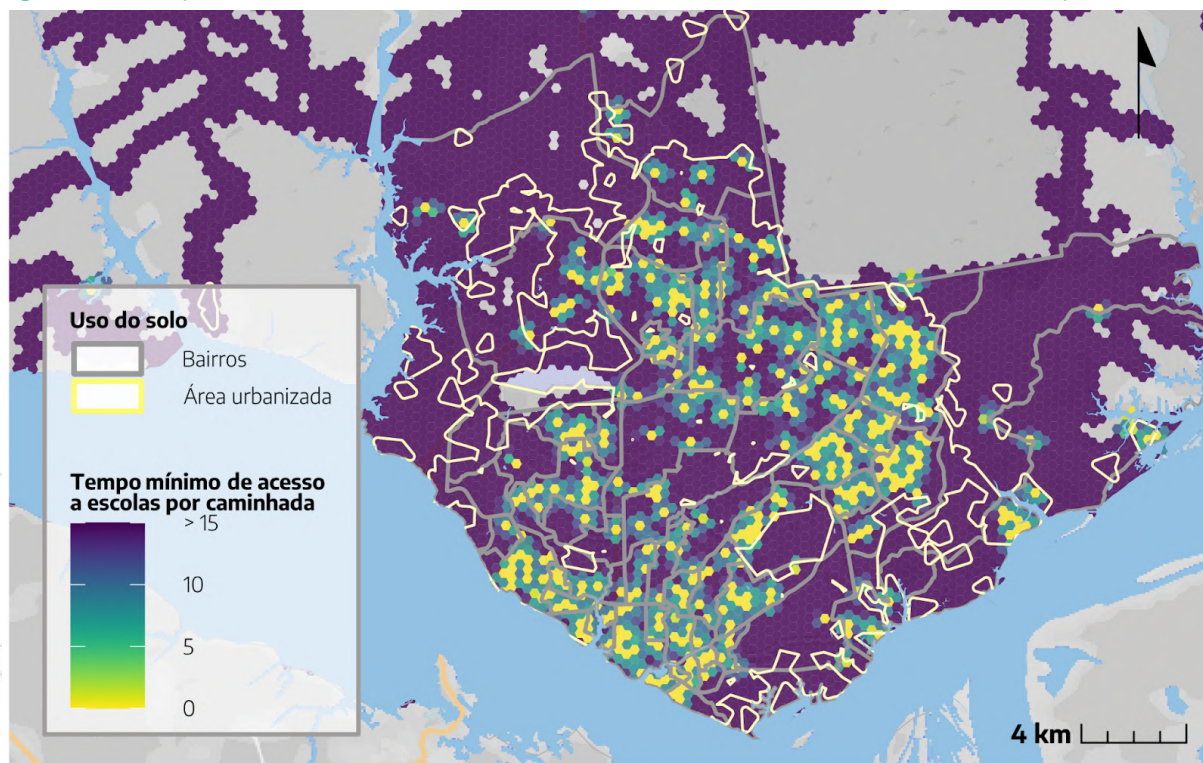 Uso do solo
Bairros
Área urbanizada
Tempo mínimo de acesso
a escolas por caminhada
> 15
10
5
0
4 km